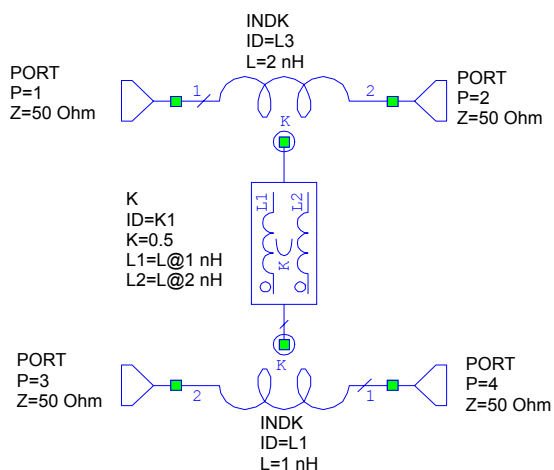 INDK
ID=L3
L=2 nH
PORT
P=1
Z=50 Ohm
1
2
PORT
P=2
Z=50 Ohm
K
K
ID=K1
K=0.5
L1=L@1 nH
L2=L@2 nH
L1
L2
K
PORT
P=3
Z=50 Ohm
K
2
1
PORT
P=4
Z=50 Ohm
INDK
ID=L1
L=1 nH